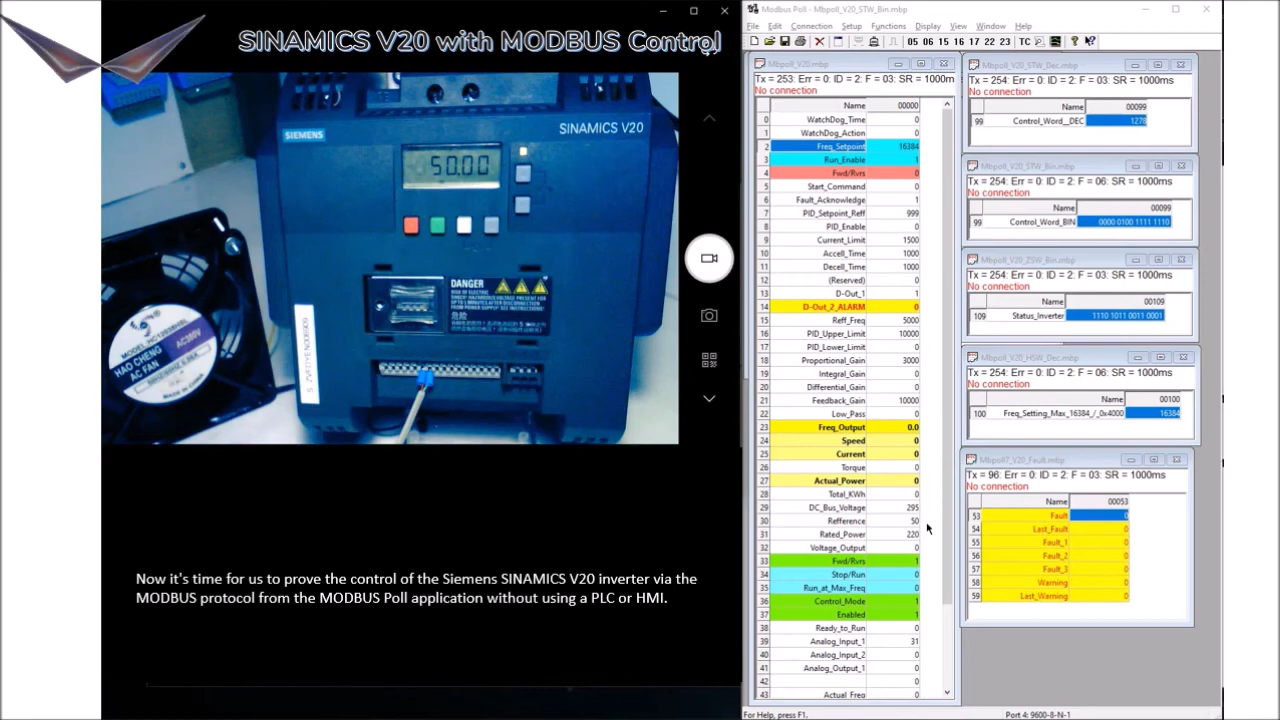 SINAMICS V20 with MODBUS Control
SIEMENS
SINAMICS V20
50.00
DANGER
HAO CHENG
Now it's time for us to prove the control of the Siemens SINAMICS V20 inverter via the
MODBUS protocol from the MODBUS Poll application without using a PLC or HMI.
Modbus Poll - Mbpoll_V20_STW_Bin.mbp
File Edit Connection Setup Functions Display View Window Help
05 06 15 16 17 22 23 TC
Mbpoll_V20.mbp
Tx = 253: Err = 0: ID = 2: F = 03: SR = 1000m
No connection
Name 00000
0 WatchDog_Time 0
1 WatchDog_Action 0
2 Freq_Setpoint 16384
3 Run_Enable 1
4 Fwd/Rvrs 0
5 Start_Command 0
6 Fault_Acknowledge 1
7 PID_Setpoint_Reff 999
8 PID_Enable 0
9 Current_Limit 1500
10 Accell_Time 1000
11 Decell_Time 1000
12 (Reserved) 0
13 D-Out_1 0
14 D-Out_2_ALARM 0
15 Reff_Freq 5000
16 PID_Upper_Limit 10000
17 PID_Lower_Limit 0
18 Proportional_Gain 3000
19 Integral_Gain 0
20 Differential_Gain 0
21 Feedback_Gain 10000
22 Low_Pass 0
23 Freq_Output 0.0
24 Speed 0
25 Current 0
26 Torque 0
27 Actual_Power 0
28 Total_KWh 0
29 DC_Bus_Voltage 295
30 Refference 50
31 Rated_Power 220
32 Voltage_Output 0
33 Fwd/Rvrs 1
34 Stop/Run 0
35 Run_at_Max_Freq 0
36 Control_Mode 1
37 Enabled 1
38 Ready_to_Run 0
39 Analog_Input_1 31
40 Analog_Input_2 0
41 Analog_Output_1 0
42 0
43 Actual_Freq 0
Mbpoll_V20_STW_Dec.mbp
Tx = 254: Err = 0: ID = 2: F = 03: SR = 1000ms
No connection
Name 00099
99 Control_Word__DEC 1278
Mbpoll_V20_STW_Bin.mbp
Tx = 254: Err = 0: ID = 2: F = 06: SR = 1000ms
No connection
Name 00099
99 Control_Word_BIN 0000 0100 1111 1110
Mbpoll_V20_ZSW_Bin.mbp
Tx = 254: Err = 0: ID = 2: F = 03: SR = 1000ms
No connection
Name 00109
109 Status_Inverter 1110 1011 0011 0001
Mbpoll_V20_HSW_Dec.mbp
Tx = 254: Err = 0: ID = 2: F = 06: SR = 1000ms
No connection
Name 00100
100 Freq_Setting_Max_16384_/_0x4000 16384
Mbpoll7_V20_Fault.mbp
Tx = 96: Err = 0: ID = 2: F = 03: SR = 1000ms
No connection
Name 00053
53 Fault 0
54 Last_Fault 0
55 Fault_1 0
56 Fault_2 0
57 Fault_3 0
58 Warning 0
59 Last_Warning 0
For Help, press F1.
Port 4: 9600-8-N-1